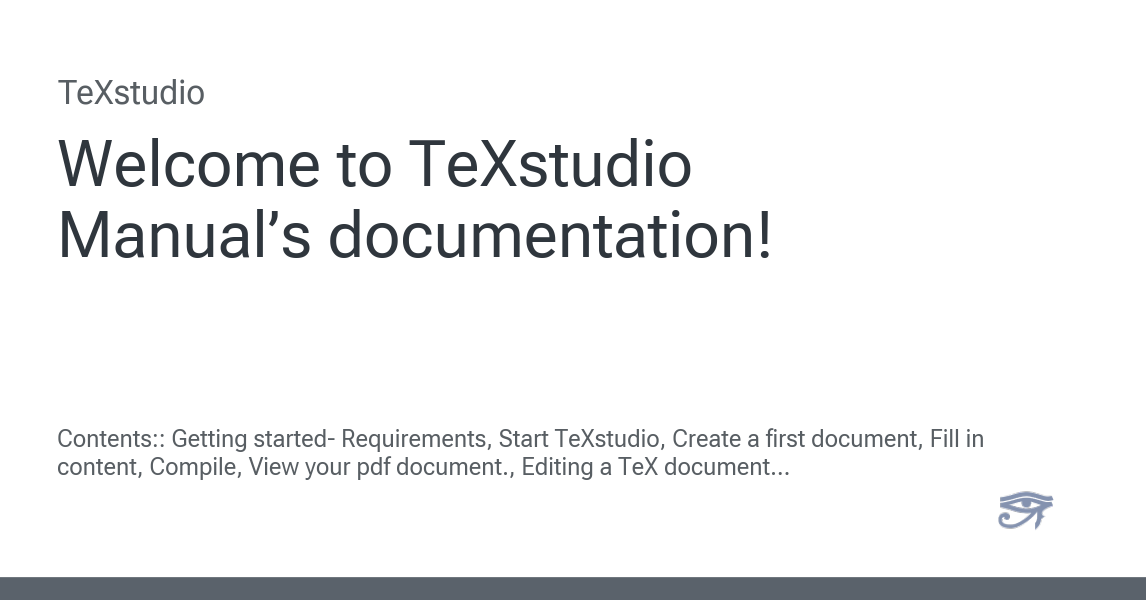 TeXstudio
Welcome to TeXstudio
Manual’s documentation!
Contents:: Getting started- Requirements, Start TeXstudio, Create a first document, Fill in
content, Compile, View your pdf document., Editing a TeX document...